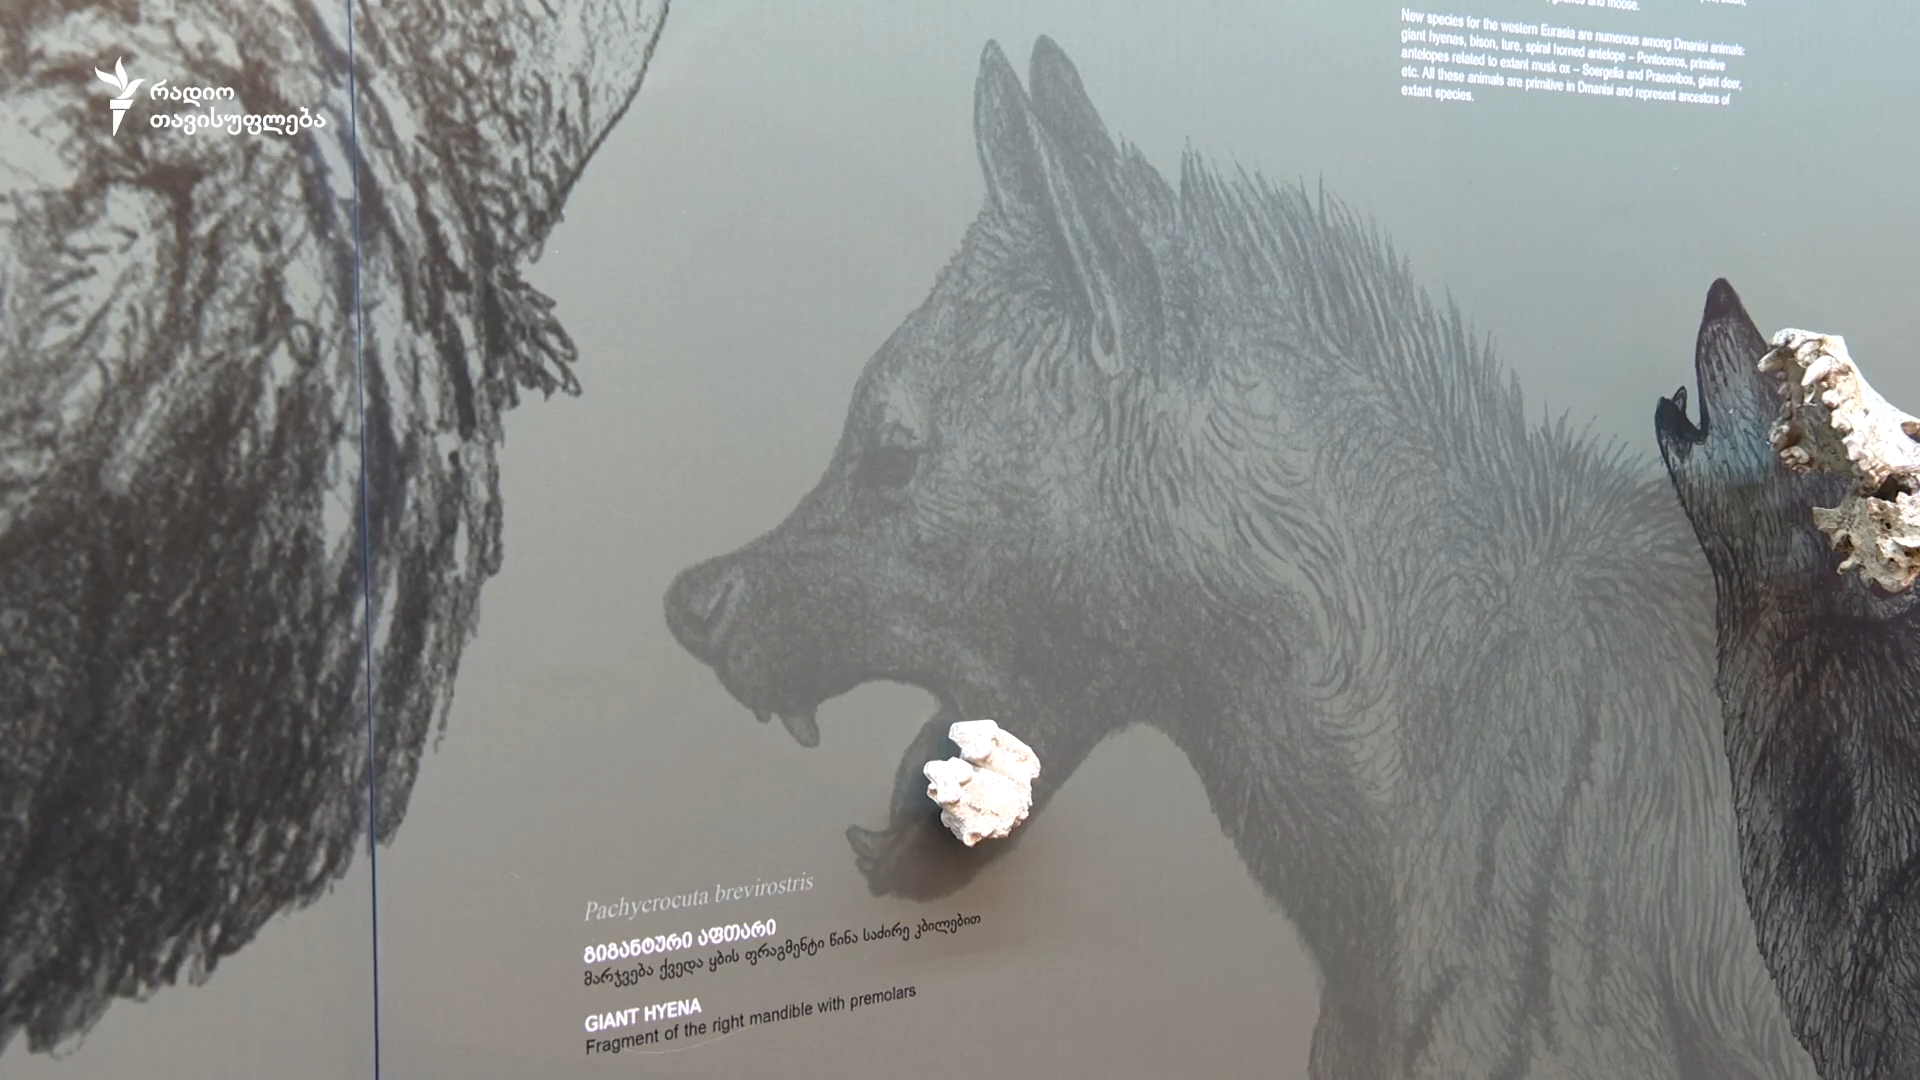 რადიო
თავისუფლება
and moose.
New species for the western Eurasia are numerous among Dmanisi animals:
giant hyenas, bison, ture, spiral horned antelope – Pontoceros, primitive
antelopes related to extant musk ox – Soergelia and Praeovibos, giant deer,
etc. All these animals are primitive in Dmanisi and represent ancestors of
extant species.
Pachycrocuta brevirostris
გიგანტური აფთარი
მარჯვება ქვედა ყბის ფრაგმენტი წინა საძირე კბილებით
GIANT HYENA
Fragment of the right mandible with premolars